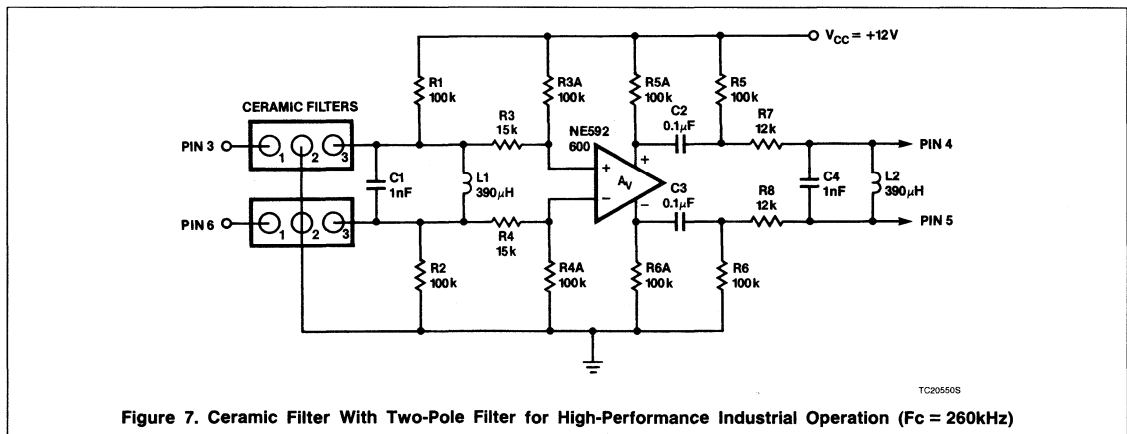 V_CC = +12V
R1
100k
R3A
100k
R5A
100k
R5
100k
CERAMIC FILTERS
R3
15k
NE592
600
C2
0.1μF
R7
12k
PIN 3
1
2
3
+
+
PIN 4
C1
1nF
L1
390μH
A_V
C4
1nF
L2
390μH
−
−
C3
0.1μF
R8
12k
PIN 6
1
2
3
PIN 5
R4
15k
R2
100k
R4A
100k
R6A
100k
R6
100k
TC20550S
Figure 7. Ceramic Filter With Two-Pole Filter for High-Performance Industrial Operation (Fc = 260kHz)